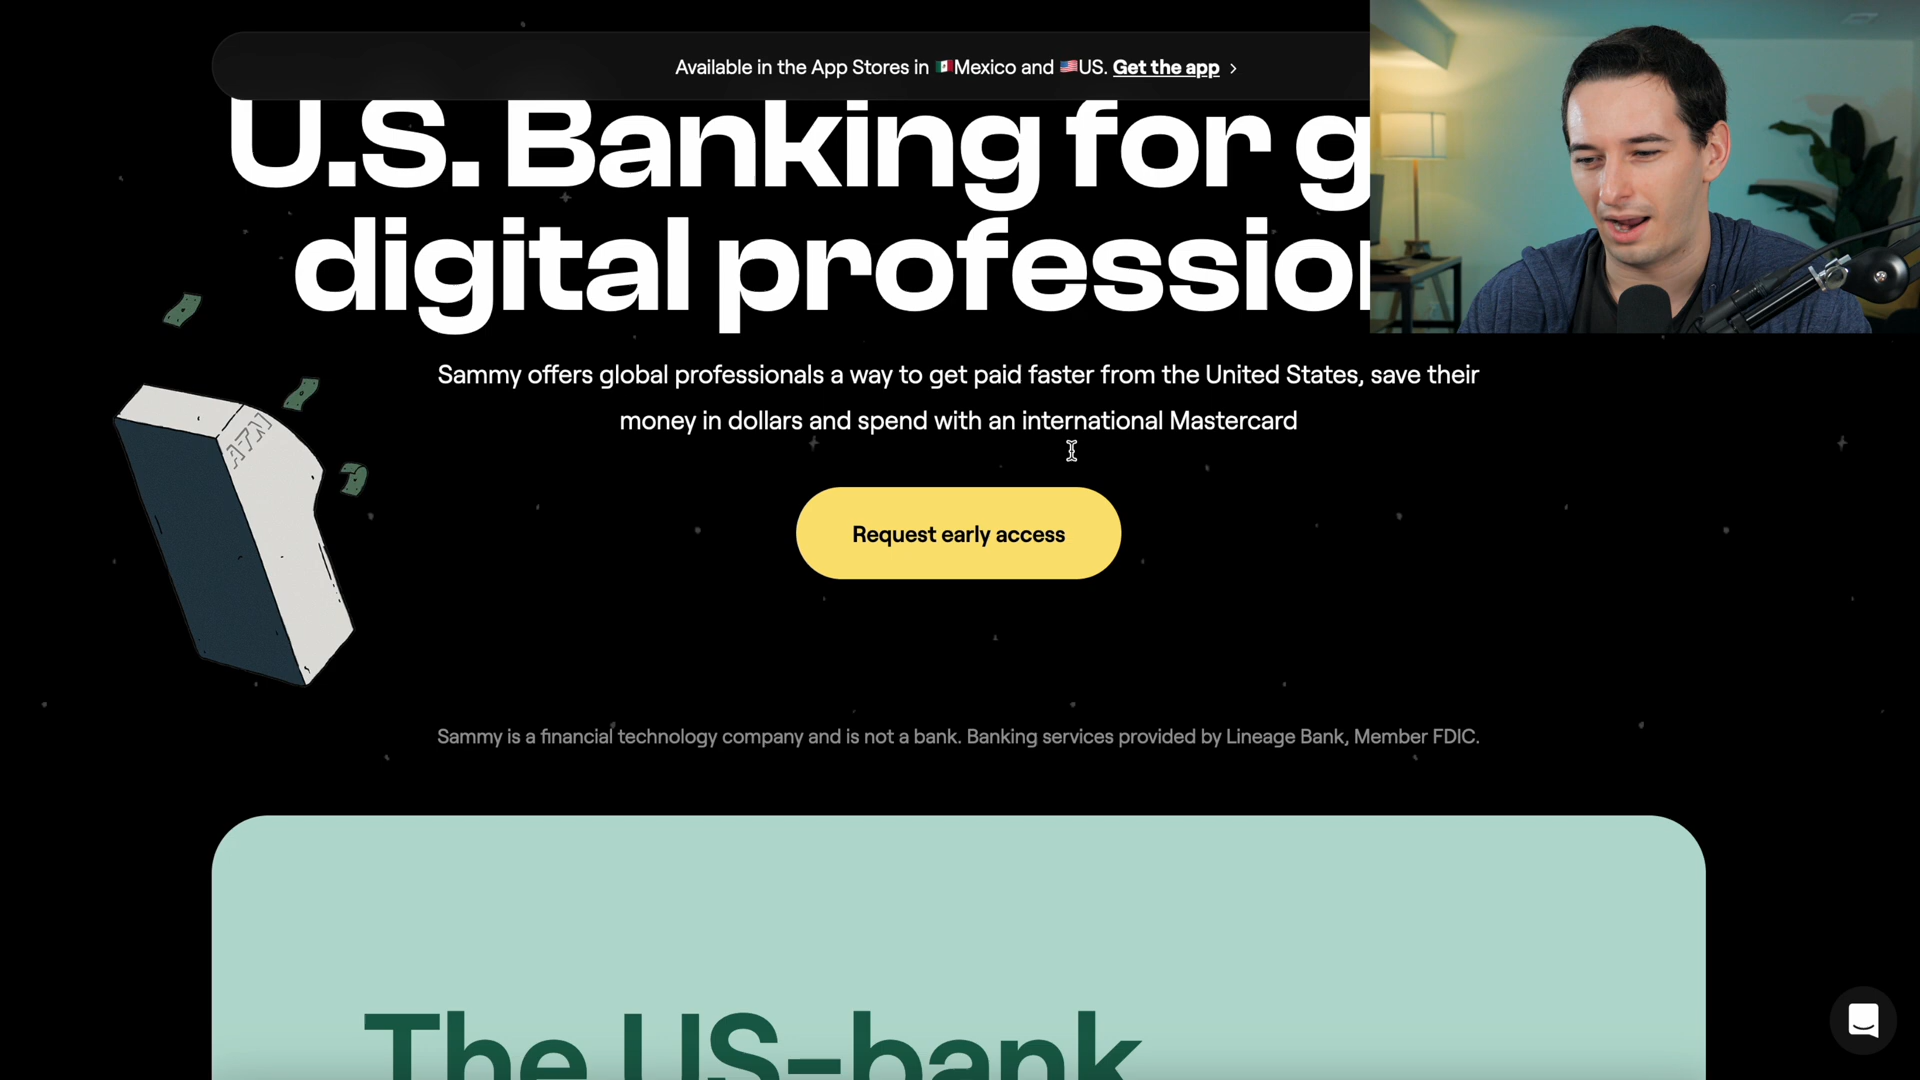 Available in the App Stores in 🇲🇽Mexico and 🇺🇸US. Get the app >
U.S. Banking for g
digital profession
Sammy offers global professionals a way to get paid faster from the United States, save their
money in dollars and spend with an international Mastercard
ATM
Request early access
Sammy is a financial technology company and is not a bank. Banking services provided by Lineage Bank, Member FDIC.
The US-bank